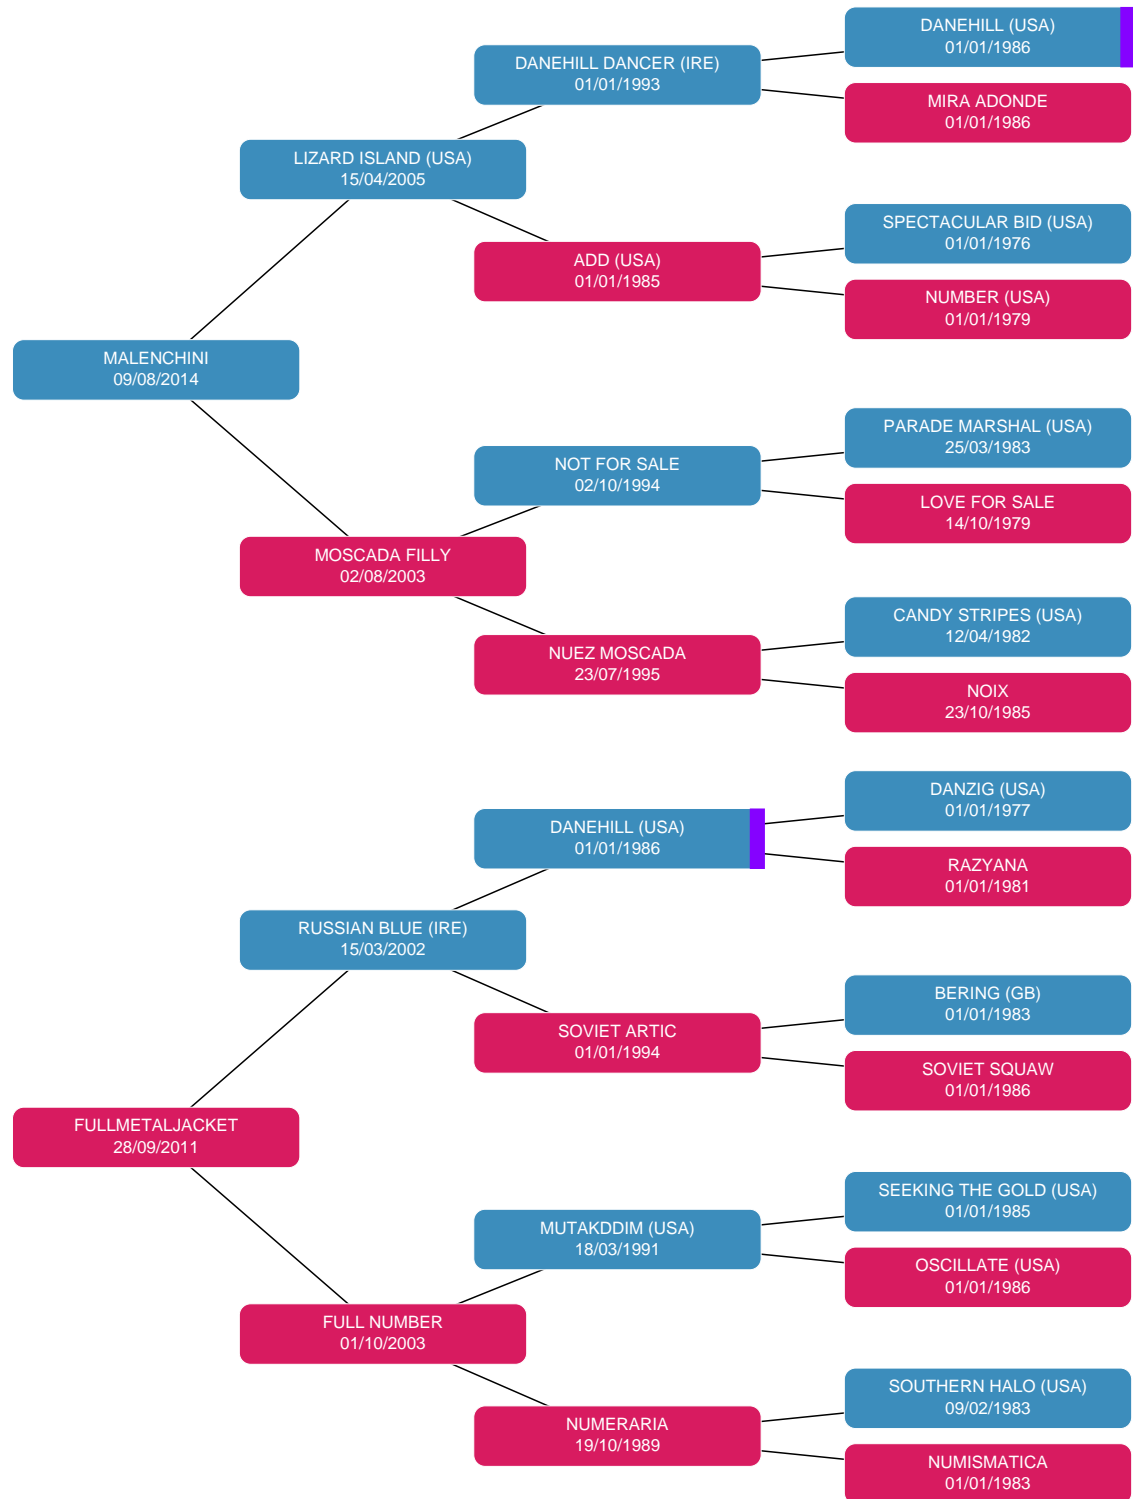 DANEHILL (USA)
01/01/1986
DANEHILL DANCER (IRE)
01/01/1993
MIRA ADONDE
01/01/1986
LIZARD ISLAND (USA)
15/04/2005
SPECTACULAR BID (USA)
01/01/1976
ADD (USA)
01/01/1985
NUMBER (USA)
01/01/1979
MALENCHINI
09/08/2014
PARADE MARSHAL (USA)
25/03/1983
NOT FOR SALE
02/10/1994
LOVE FOR SALE
14/10/1979
MOSCADA FILLY
02/08/2003
CANDY STRIPES (USA)
12/04/1982
NUEZ MOSCADA
23/07/1995
NOIX
23/10/1985
DANZIG (USA)
01/01/1977
DANEHILL (USA)
01/01/1986
RAZYANA
01/01/1981
RUSSIAN BLUE (IRE)
15/03/2002
BERING (GB)
01/01/1983
SOVIET ARTIC
01/01/1994
SOVIET SQUAW
01/01/1986
FULLMETALJACKET
28/09/2011
SEEKING THE GOLD (USA)
01/01/1985
MUTAKDDIM (USA)
18/03/1991
OSCILLATE (USA)
01/01/1986
FULL NUMBER
01/10/2003
SOUTHERN HALO (USA)
09/02/1983
NUMERARIA
19/10/1989
NUMISMATICA
01/01/1983